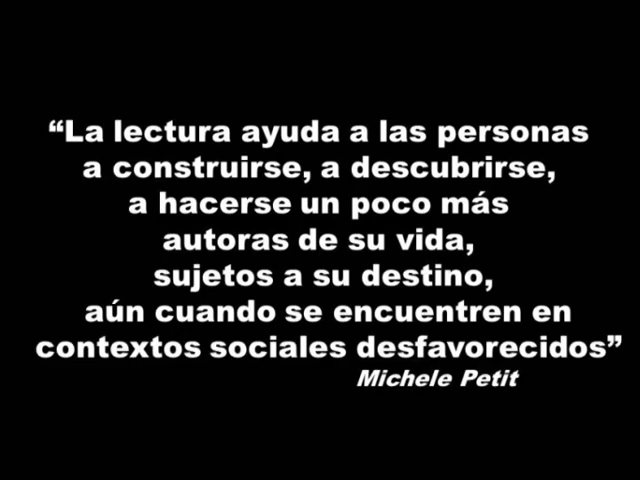 “La lectura ayuda a las personas
a construirse, a descubrirse,
a hacerse un poco más
autoras de su vida,
sujetos a su destino,
aún cuando se encuentren en
contextos sociales desfavorecidos”
Michele Petit